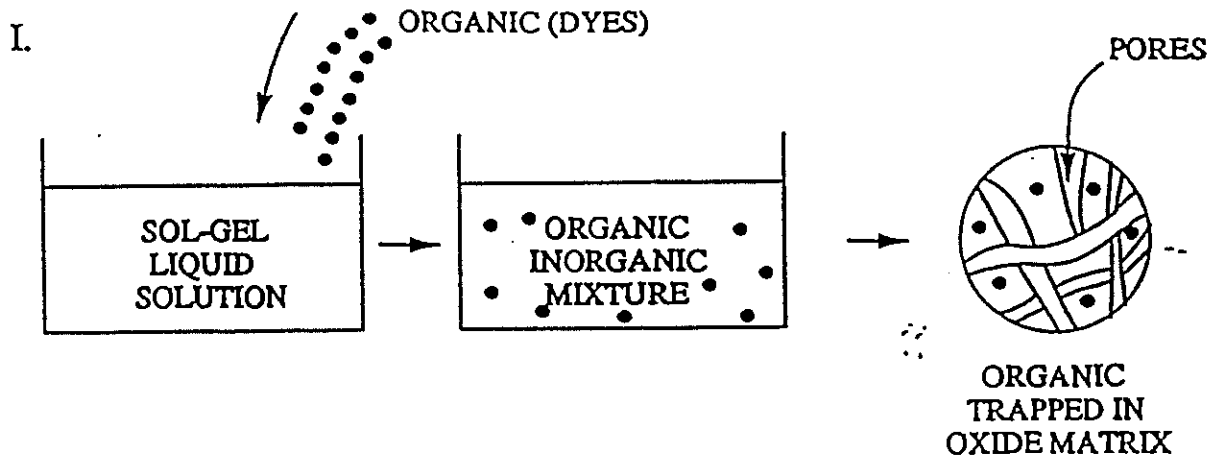 I.
ORGANIC (DYES)
PORES
SOL-GEL
LIQUID
SOLUTION
ORGANIC
INORGANIC
MIXTURE
ORGANIC
TRAPPED IN
OXIDE MATRIX